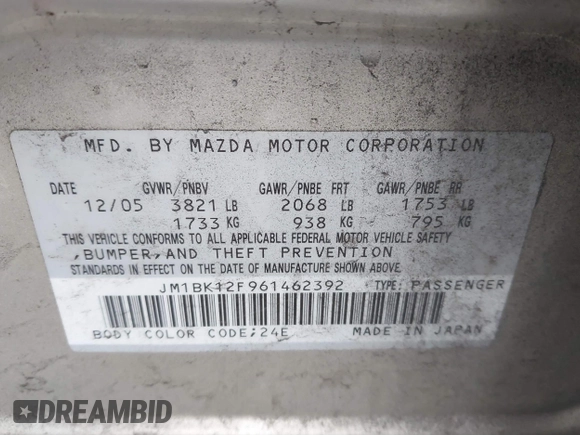 MFD. BY MAZDA MOTOR CORPORATION
DATE GVWR/PNBV GAWR/PNBE FRT GAWR/PNBE RR
12/05 3821 LB 2068 LB 1753 LB
1733 KG 938 KG 795 KG
THIS VEHICLE CONFORMS TO ALL APPLICABLE FEDERAL MOTOR VEHICLE SAFETY
,BUMPER,AND THEFT PREVENTION
STANDARDS IN EFFECT ON THE DATE OF MANUFACTURE SHOWN ABOVE.
JM1BK12F961462392 TYPE: PASSENGER
BODY COLOR CODE:24E MADE IN JAPAN
DREAMBID